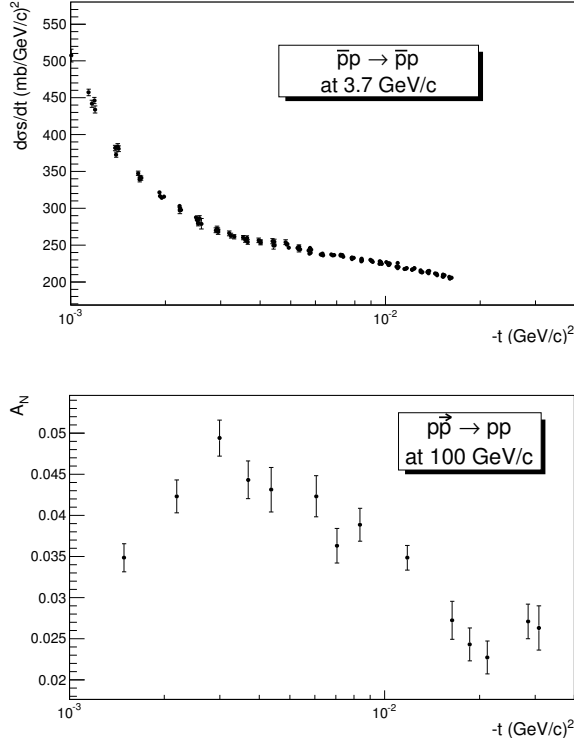 dσs/dt (mb/GeV/c)²
550
500
450
400
350
300
250
200
p̅p → p̅p
at 3.7 GeV/c
10⁻³ 10⁻²
-t (GeV/c)²
A_N
0.05
0.045
0.04
0.035
0.03
0.025
0.02
pp⃗ → pp
at 100 GeV/c
10⁻³ 10⁻²
-t (GeV/c)²